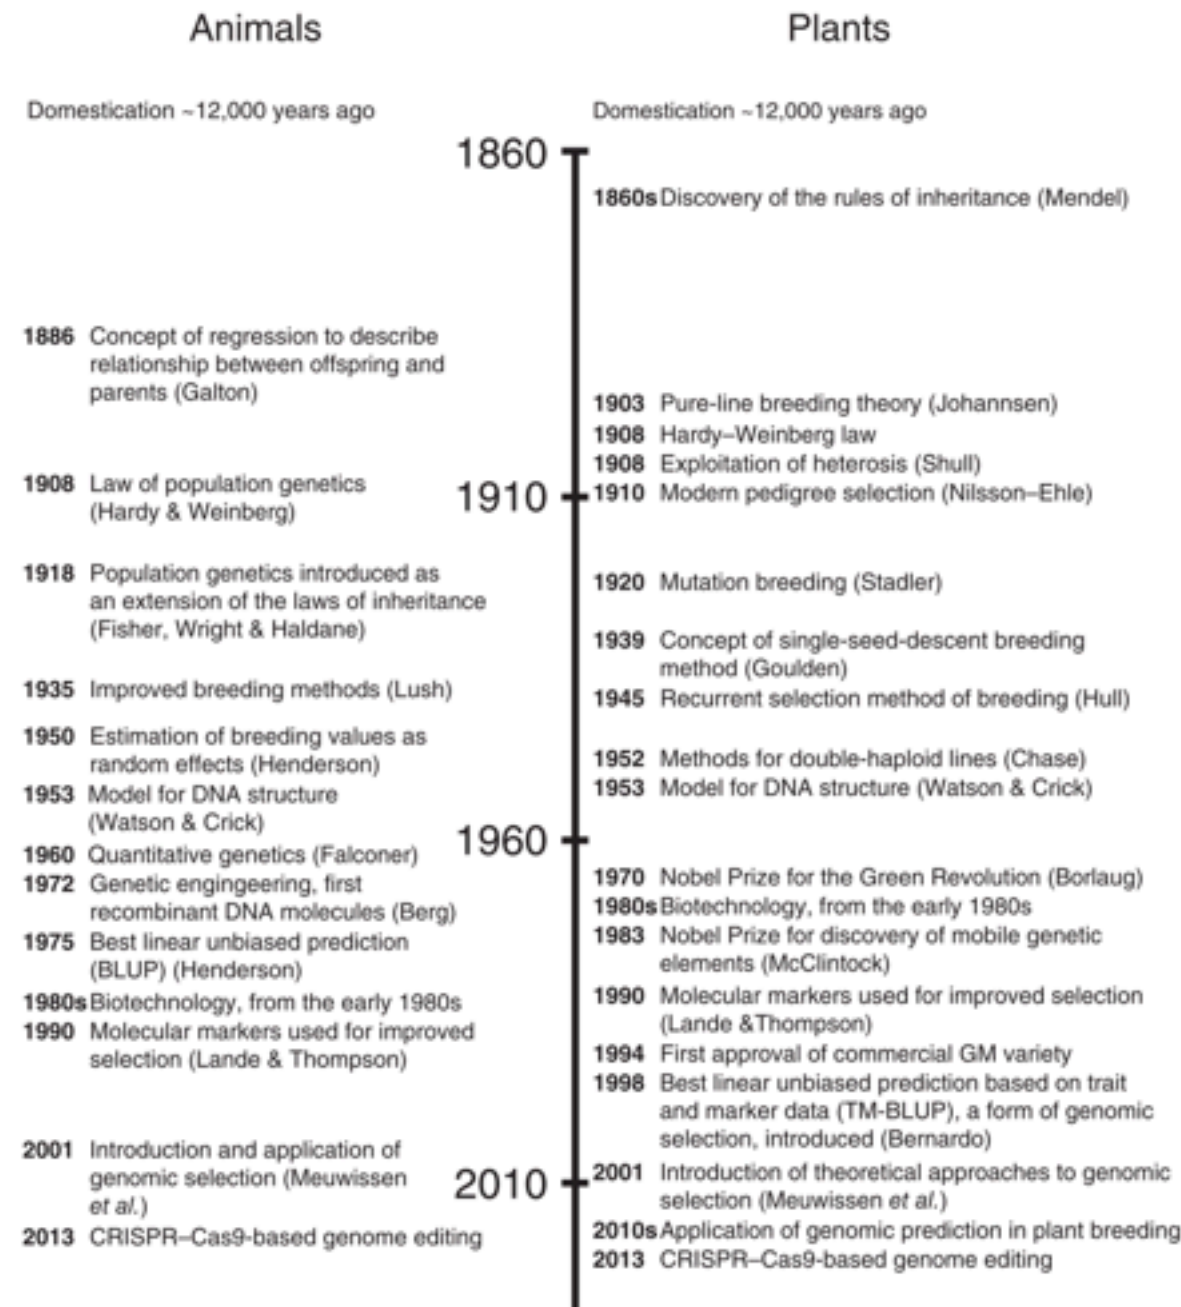 Animals
Domestication ~12,000 years ago
1886 Concept of regression to describe
relationship between offspring and
parents (Galton)
1908 Law of population genetics
(Hardy & Weinberg)
1918 Population genetics introduced as
an extension of the laws of inheritance
(Fisher, Wright & Haldane)
1935 Improved breeding methods (Lush)
1950 Estimation of breeding values as
random effects (Henderson)
1953 Model for DNA structure
(Watson & Crick)
1960 Quantitative genetics (Falconer)
1972 Genetic engingeering, first
recombinant DNA molecules (Berg)
1975 Best linear unbiased prediction
(BLUP) (Henderson)
1980s Biotechnology, from the early 1980s
1990 Molecular markers used for improved
selection (Lande & Thompson)
2001 Introduction and application of
genomic selection (Meuwissen
et al.)
2013 CRISPR–Cas9-based genome editing
1860
1910
1960
2010
Plants
Domestication ~12,000 years ago
1860s Discovery of the rules of inheritance (Mendel)
1903 Pure-line breeding theory (Johannsen)
1908 Hardy–Weinberg law
1908 Exploitation of heterosis (Shull)
1910 Modern pedigree selection (Nilsson–Ehle)
1920 Mutation breeding (Stadler)
1939 Concept of single-seed-descent breeding
method (Goulden)
1945 Recurrent selection method of breeding (Hull)
1952 Methods for double-haploid lines (Chase)
1953 Model for DNA structure (Watson & Crick)
1970 Nobel Prize for the Green Revolution (Borlaug)
1980s Biotechnology, from the early 1980s
1983 Nobel Prize for discovery of mobile genetic
elements (McClintock)
1990 Molecular markers used for improved selection
(Lande &Thompson)
1994 First approval of commercial GM variety
1998 Best linear unbiased prediction based on trait
and marker data (TM-BLUP), a form of genomic
selection, introduced (Bernardo)
2001 Introduction of theoretical approaches to genomic
selection (Meuwissen et al.)
2010s Application of genomic prediction in plant breeding
2013 CRISPR–Cas9-based genome editing